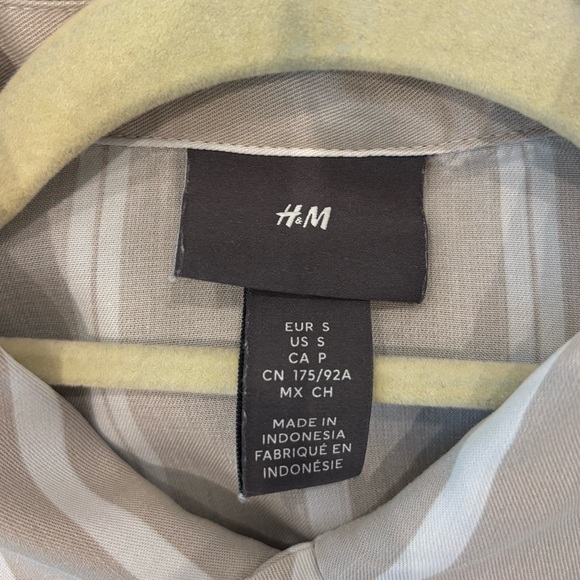 H&M
EUR S
US S
CA P
CN 175/92A
MX CH
MADE IN
INDONESIA
FABRIQUÉ EN
INDONÉSIE